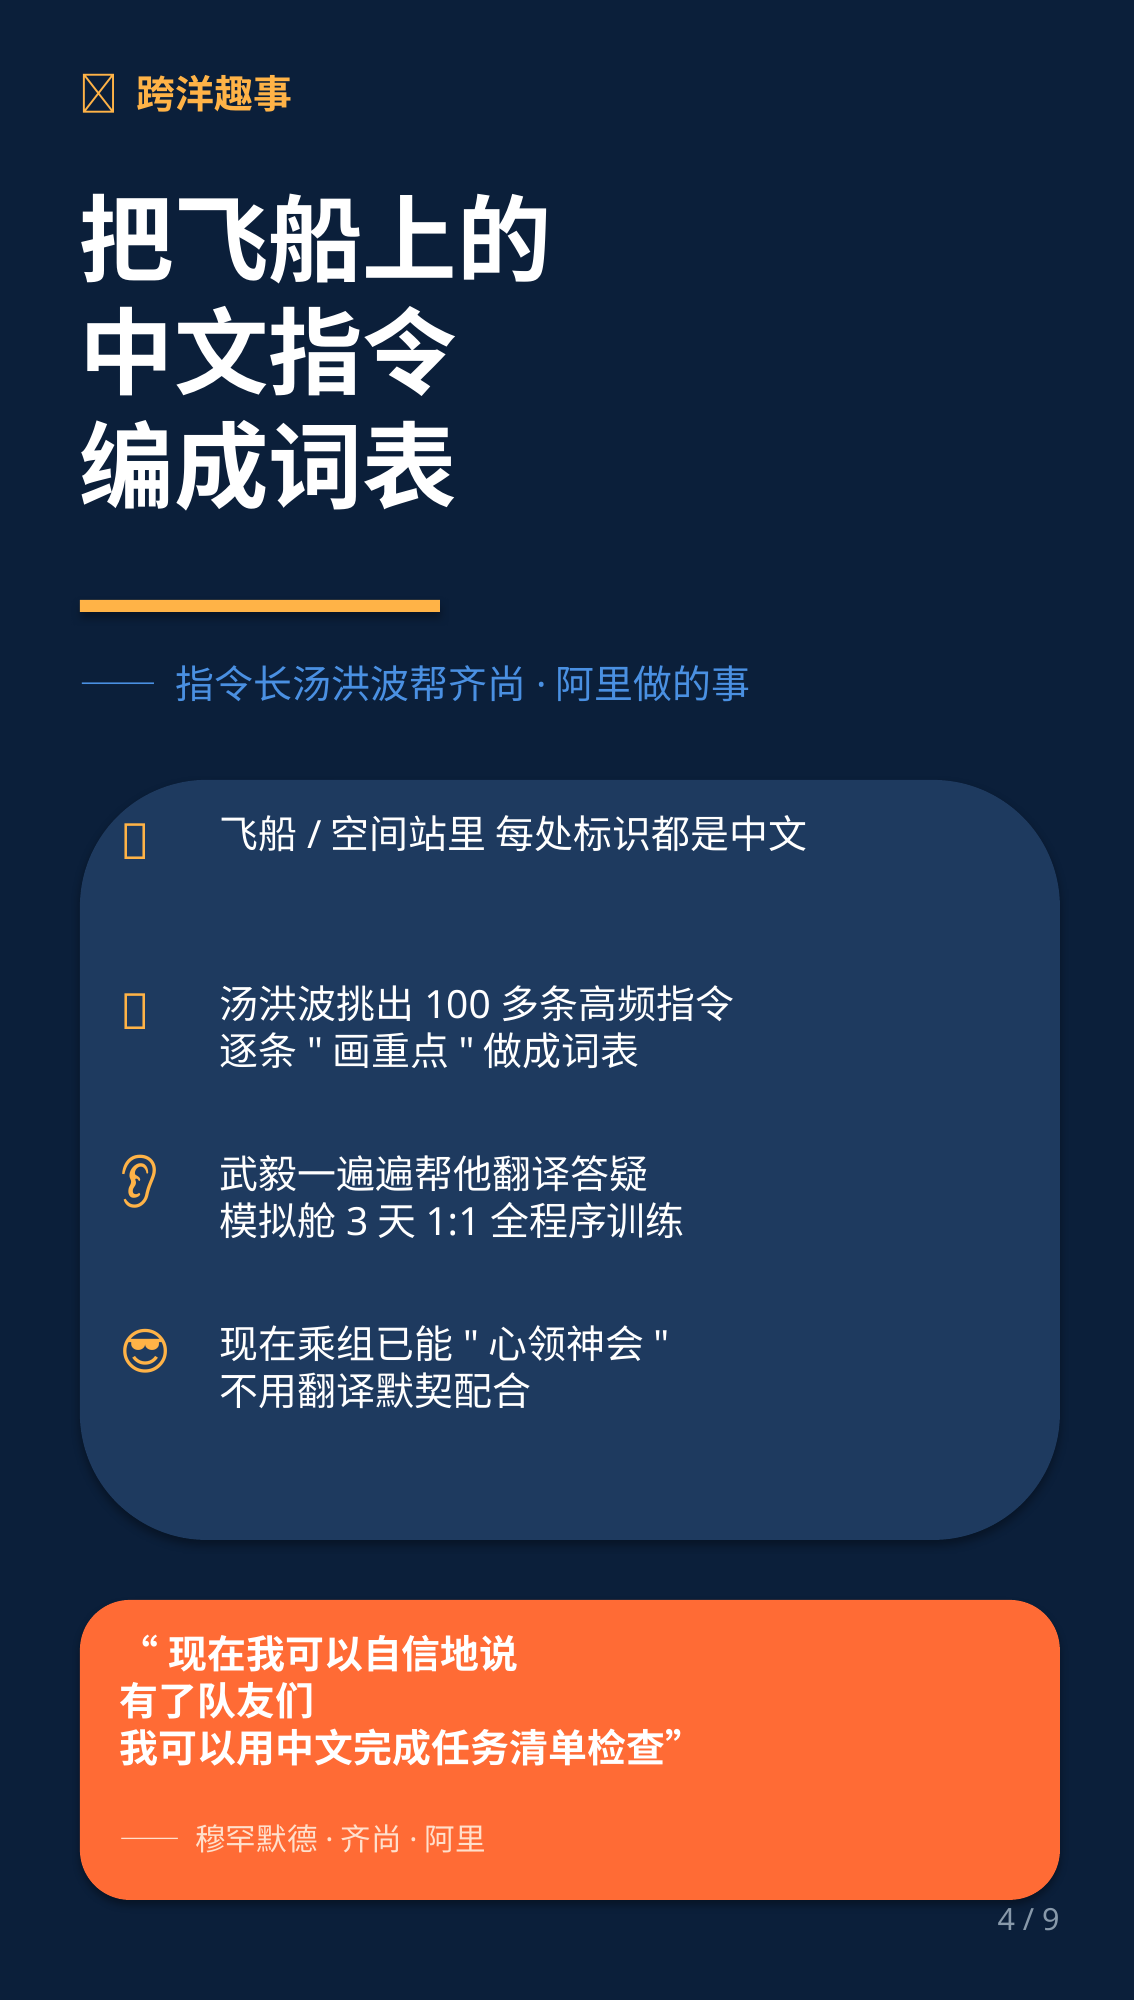 跨洋趣事
把飞船上的
中文指令
编成词表
—— 指令长汤洪波帮齐尚 · 阿里做的事
飞船 / 空间站里 每处标识都是中文
汤洪波挑出 100 多条高频指令
逐条 " 画重点 " 做成词表
武毅一遍遍帮他翻译答疑
模拟舱 3 天 1:1 全程序训练
现在乘组已能 " 心领神会 "
不用翻译默契配合
“ 现在我可以自信地说
有了队友们
我可以用中文完成任务清单检查”
—— 穆罕默德 · 齐尚 · 阿里
4 / 9